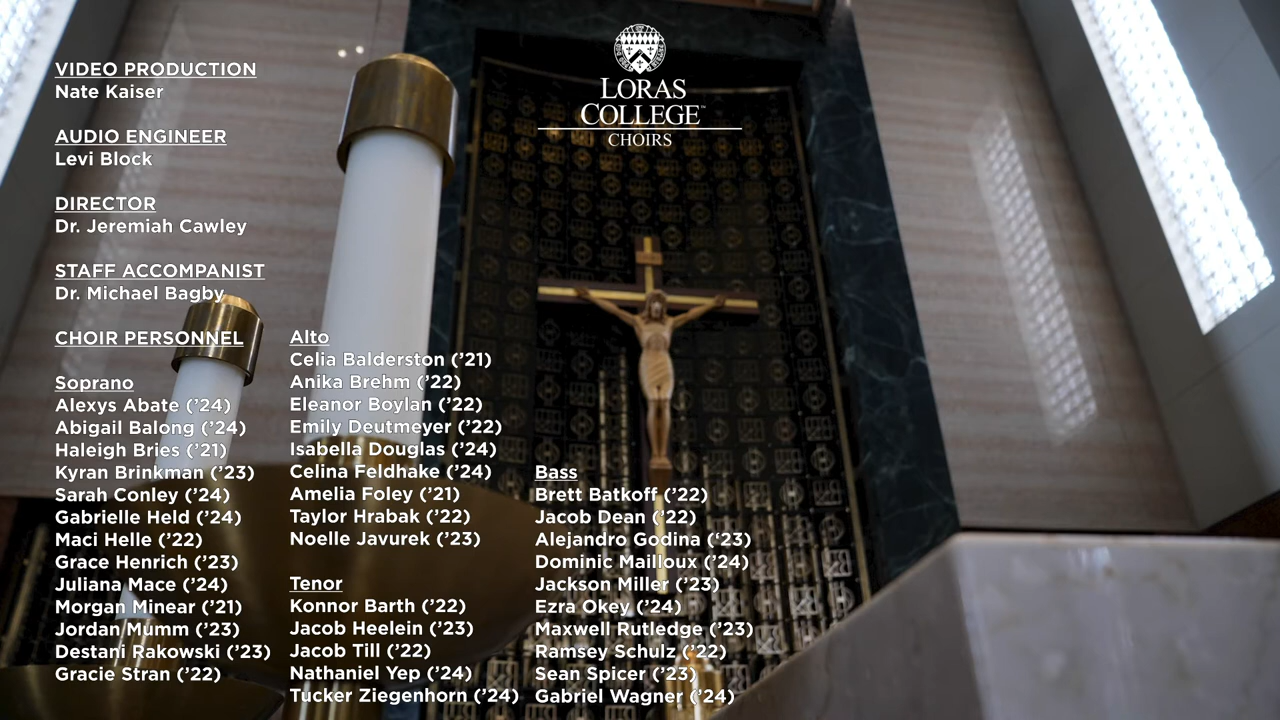 VIDEO PRODUCTION
Nate Kaiser
AUDIO ENGINEER
Levi Block
DIRECTOR
Dr. Jeremiah Cawley
STAFF ACCOMPANIST
Dr. Michael Bagby
CHOIR PERSONNEL
Soprano
Alexys Abate (’24)
Abigail Balong (’24)
Haleigh Bries (’21)
Kyran Brinkman (’23)
Sarah Conley (’24)
Gabrielle Held (’24)
Maci Helle (’22)
Grace Henrich (’23)
Juliana Mace (’24)
Morgan Minear (’21)
Jordan Mumm (’23)
Destani Rakowski (’23)
Gracie Stran (’22)
Alto
Celia Balderston (’21)
Anika Brehm (’22)
Eleanor Boylan (’22)
Emily Deutmeyer (’22)
Isabella Douglas (’24)
Celina Feldhake (’24)
Amelia Foley (’21)
Taylor Hrabak (’22)
Noelle Javurek (’23)
Tenor
Konnor Barth (’22)
Jacob Heelein (’23)
Jacob Till (’22)
Nathaniel Yep (’24)
Tucker Ziegenhorn (’24)
Bass
Brett Batkoff (’22)
Jacob Dean (’22)
Alejandro Godina (’23)
Dominic Mailloux (’24)
Jackson Miller (’23)
Ezra Okey (’24)
Maxwell Rutledge (’23)
Ramsey Schulz (’22)
Sean Spicer (’23)
Gabriel Wagner (’24)
LORAS
COLLEGE™
CHOIRS